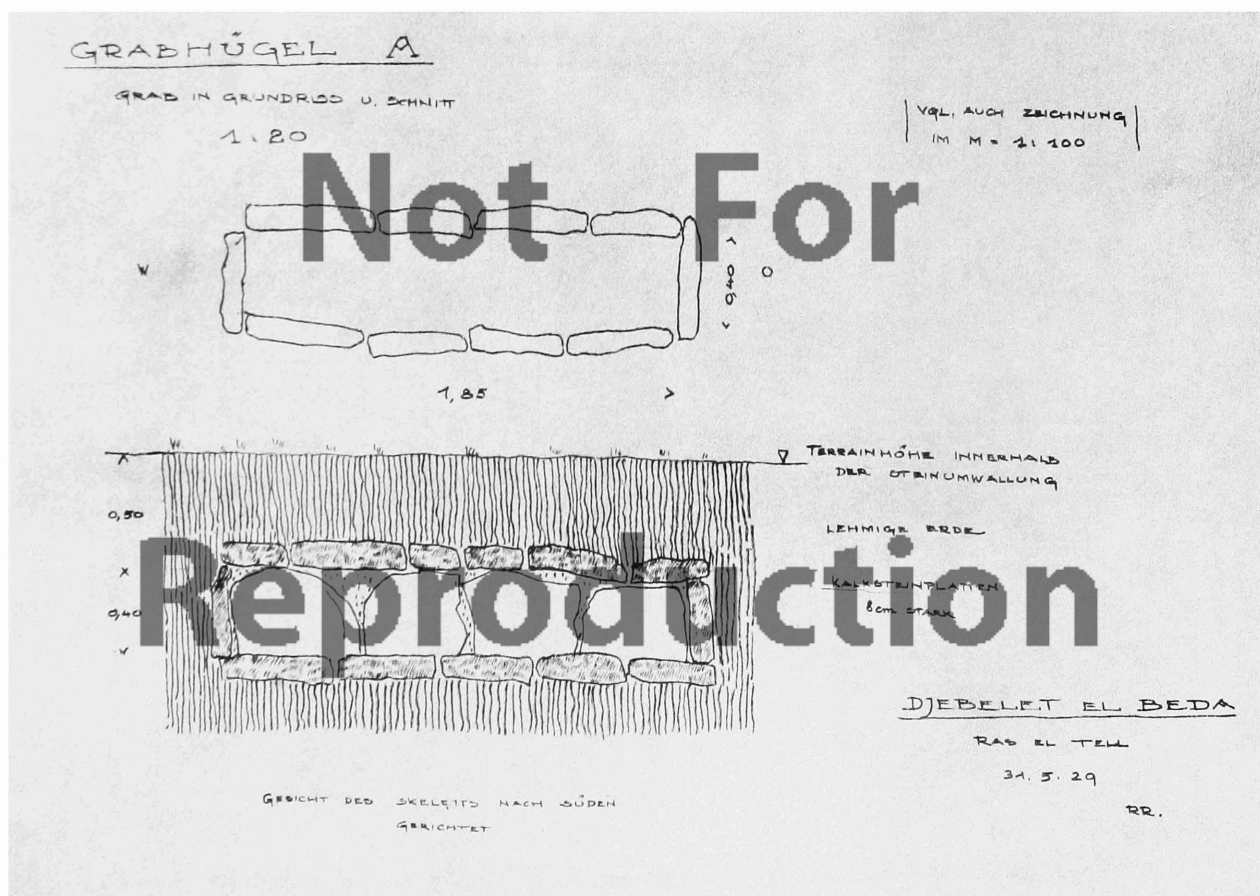 GRABHÜGEL A
GRAB IN GRUNDRISS U. SCHNITT
1:20
VGL. AUCH ZEICHNUNG
IM M = 1:100
Not For
W
0,40
O
1,85
TERRAINHÖHE INNERHALB
DER STEINUMWALLUNG
0,50
LEHMIGE ERDE
Reproduction
KALKSTEINPLATTEN
0,40
8cm STARK
DJEBELET EL BEDA
RAS EL TELL
31.5.29
RR.
GESICHT DES SKELETTS NACH SÜDEN
GERICHTET